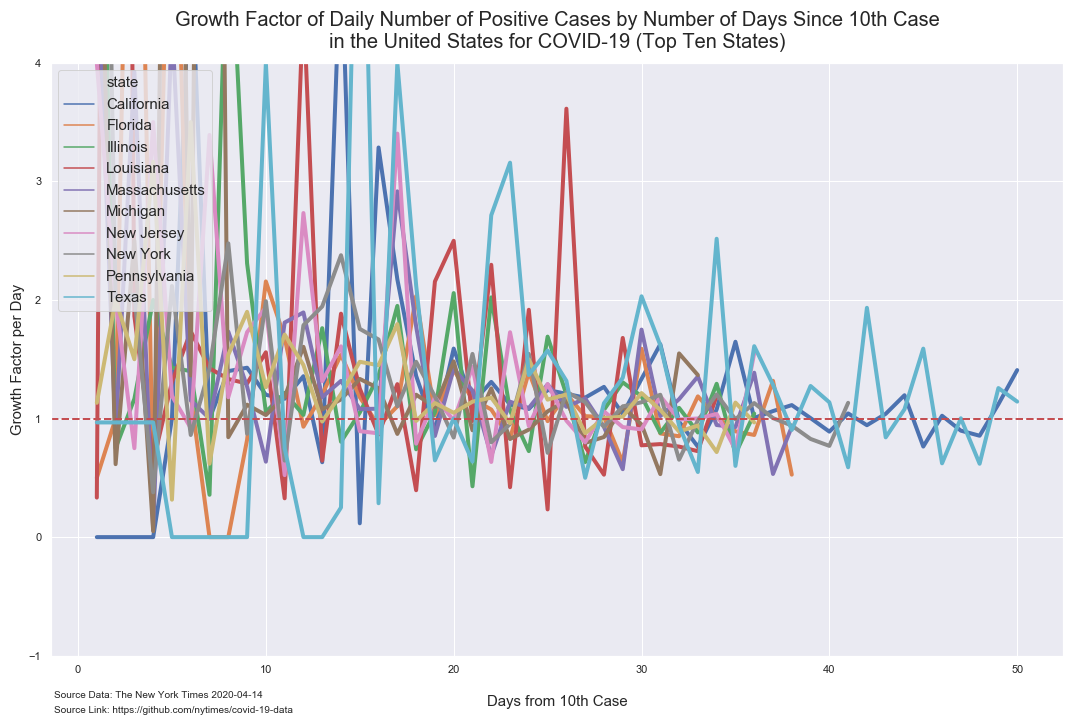 Growth Factor of Daily Number of Positive Cases by Number of Days Since 10th Case
in the United States for COVID-19 (Top Ten States)
4
3
2
1
0
−1
Growth Factor per Day
state
California
Florida
Illinois
Louisiana
Massachusetts
Michigan
New Jersey
New York
Pennsylvania
Texas
0
10
20
30
40
50
Days from 10th Case
Source Data: The New York Times 2020-04-14
Source Link: https://github.com/nytimes/covid-19-data